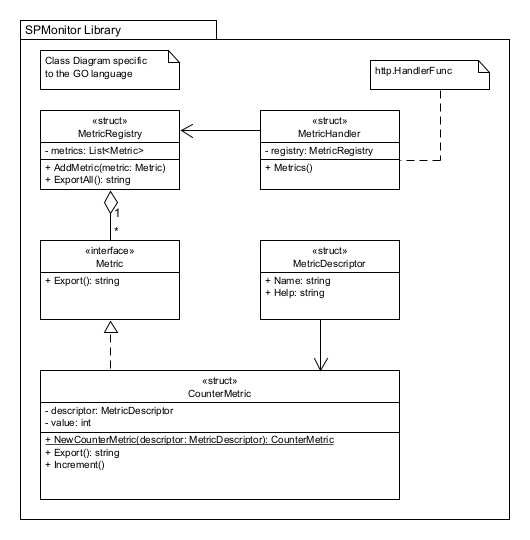 SPMonitor Library
Class Diagram specific
to the GO language
http.HandlerFunc
«struct»
MetricRegistry
- metrics: List<Metric>
+ AddMetric(metric: Metric)
+ ExportAll(): string
«struct»
MetricHandler
- registry: MetricRegistry
+ Metrics()
1
*
«interface»
Metric
+ Export(): string
«struct»
MetricDescriptor
+ Name: string
+ Help: string
«struct»
CounterMetric
- descriptor: MetricDescriptor
- value: int
+ NewCounterMetric(descriptor: MetricDescriptor): CounterMetric
+ Export(): string
+ Increment()